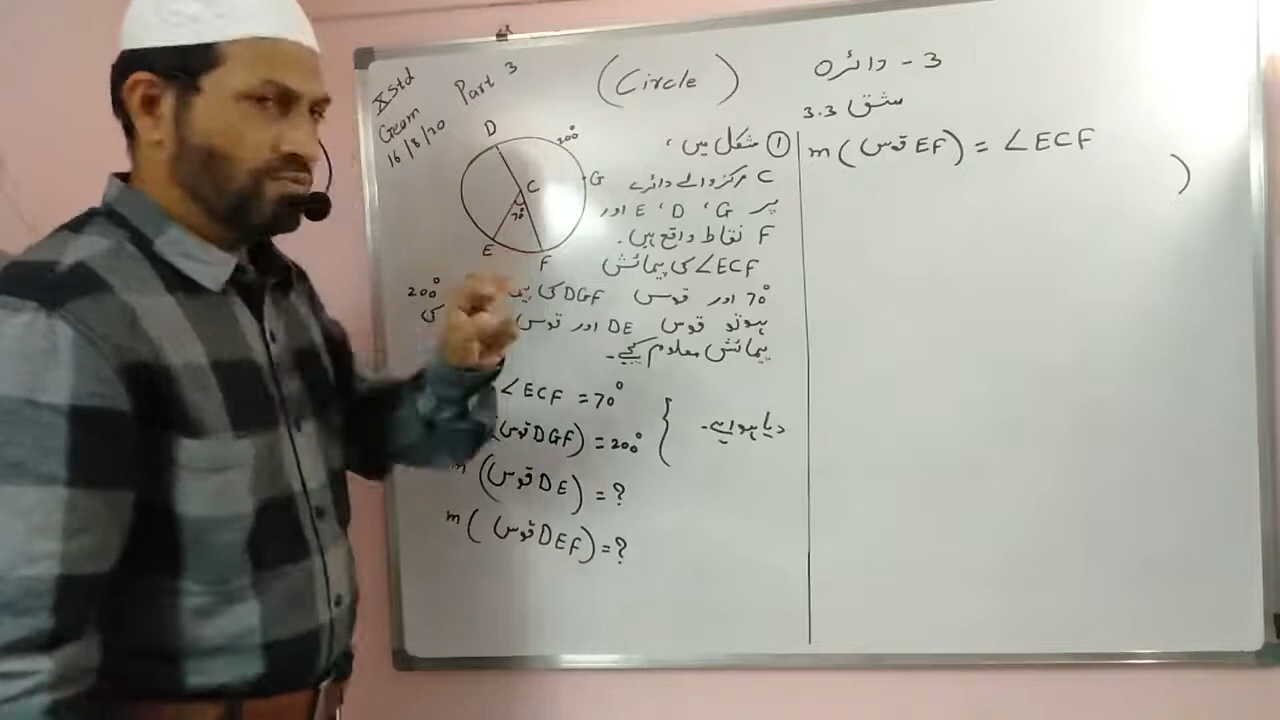 X Std
Geom
16/8/20
Part 3
(Circle)
3 - دائرہ
مشق 3.3
① شکل میں،
C مرکز والے دائرے
پر G، D، E اور
F نقاط واقع ہیں۔
∠ECF کی پیمائش
70° اور قوس DGF کی 200°
ہو تو قوس DE اور قوس کی
پیمائش معلوم کیجیے۔
D
200°
G
C
70°
E
F
∠ECF = 70°
(قوس DGF) = 200°
دیا ہوا ہے۔
m (قوس DE) = ?
m (قوس DEF) = ?
m (قوس EF) = ∠ECF
)